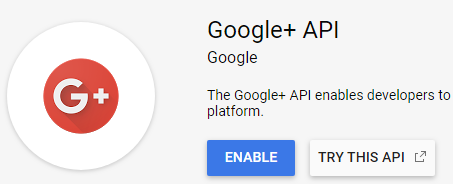 G+
Google+ API
Google
The Google+ API enables developers to
platform.
ENABLE
TRY THIS API